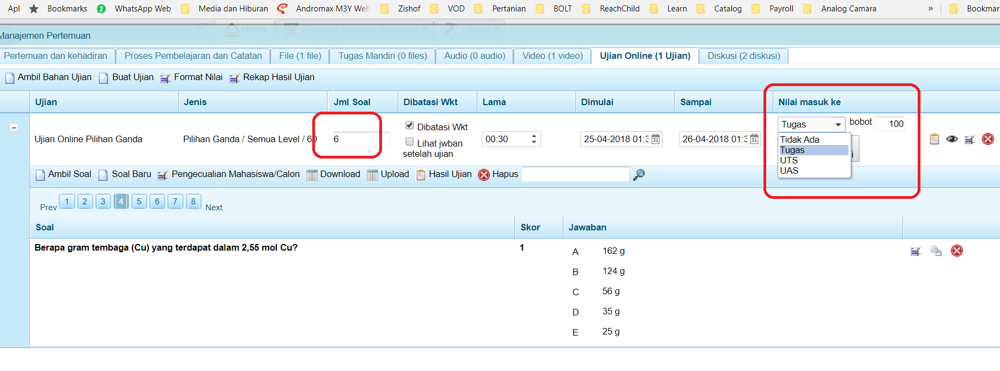 Apl Bookmarks 2 WhatsApp Web Media dan Hiburan Andromax M3Y Web Zishof VOD Pertanian BOLT ReachChild Learn Catalog Payroll Analog Camara » Bookmar
Home Informasi Kalender Akademik Tutorial
Manajemen Pertemuan
Pertemuan dan kehadiran Proses Pembelajaran dan Catatan File (1 file) Tugas Mandiri (0 files) Audio (0 audio) Video (1 video) Ujian Online (1 Ujian) Diskusi (2 diskusi)
Ambil Bahan Ujian Buat Ujian Format Nilai Rekap Hasil Ujian
Ujian Jenis Jml Soal Dibatasi Wkt Lama Dimulai Sampai Nilai masuk ke
Ujian Online Pilihan Ganda Pilihan Ganda / Semua Level / 60 6 Dibatasi Wkt 00:30 25-04-2018 01:3 26-04-2018 01:3 Tugas bobot 100
Lihat jwban
setelah ujian
Tidak Ada
Tugas
UTS
UAS
i
Ambil Soal Soal Baru Pengecualian Mahasiswa/Calon Download Upload Hasil Ujian Hapus
Prev 1 2 3 4 5 6 7 8 Next
Soal Skor Jawaban
Berapa gram tembaga (Cu) yang terdapat dalam 2,55 mol Cu? 1 A 162 g
B 124 g
C 56 g
D 35 g
E 25 g